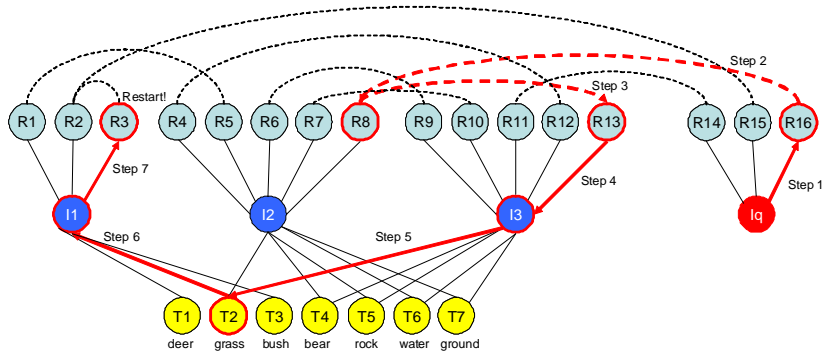 Step 2
Step 3
Restart!
R1 R2 R3 R4 R5 R6 R7 R8 R9 R10 R11 R12 R13 R14 R15 R16
Step 7
Step 4
Step 1
I1 I2 I3 Iq
Step 6
Step 5
T1 T2 T3 T4 T5 T6 T7
deer grass bush bear rock water ground